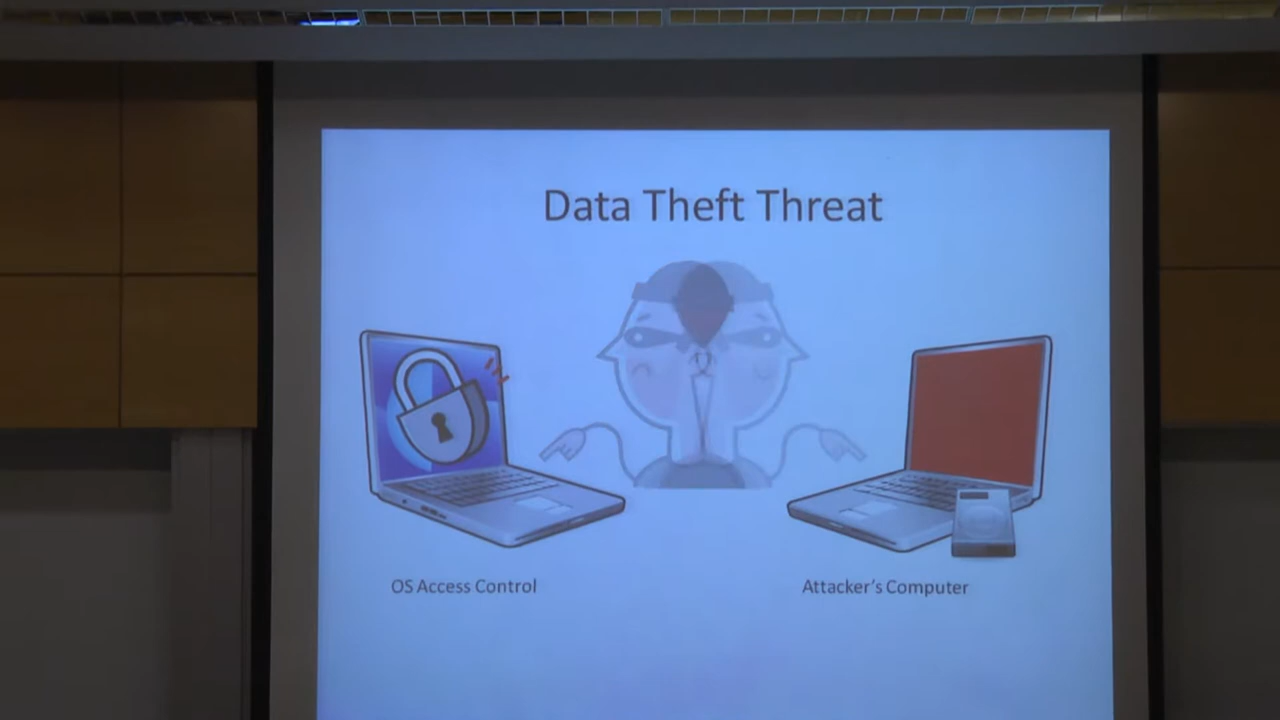 Data Theft Threat
OS Access Control
Attacker's Computer